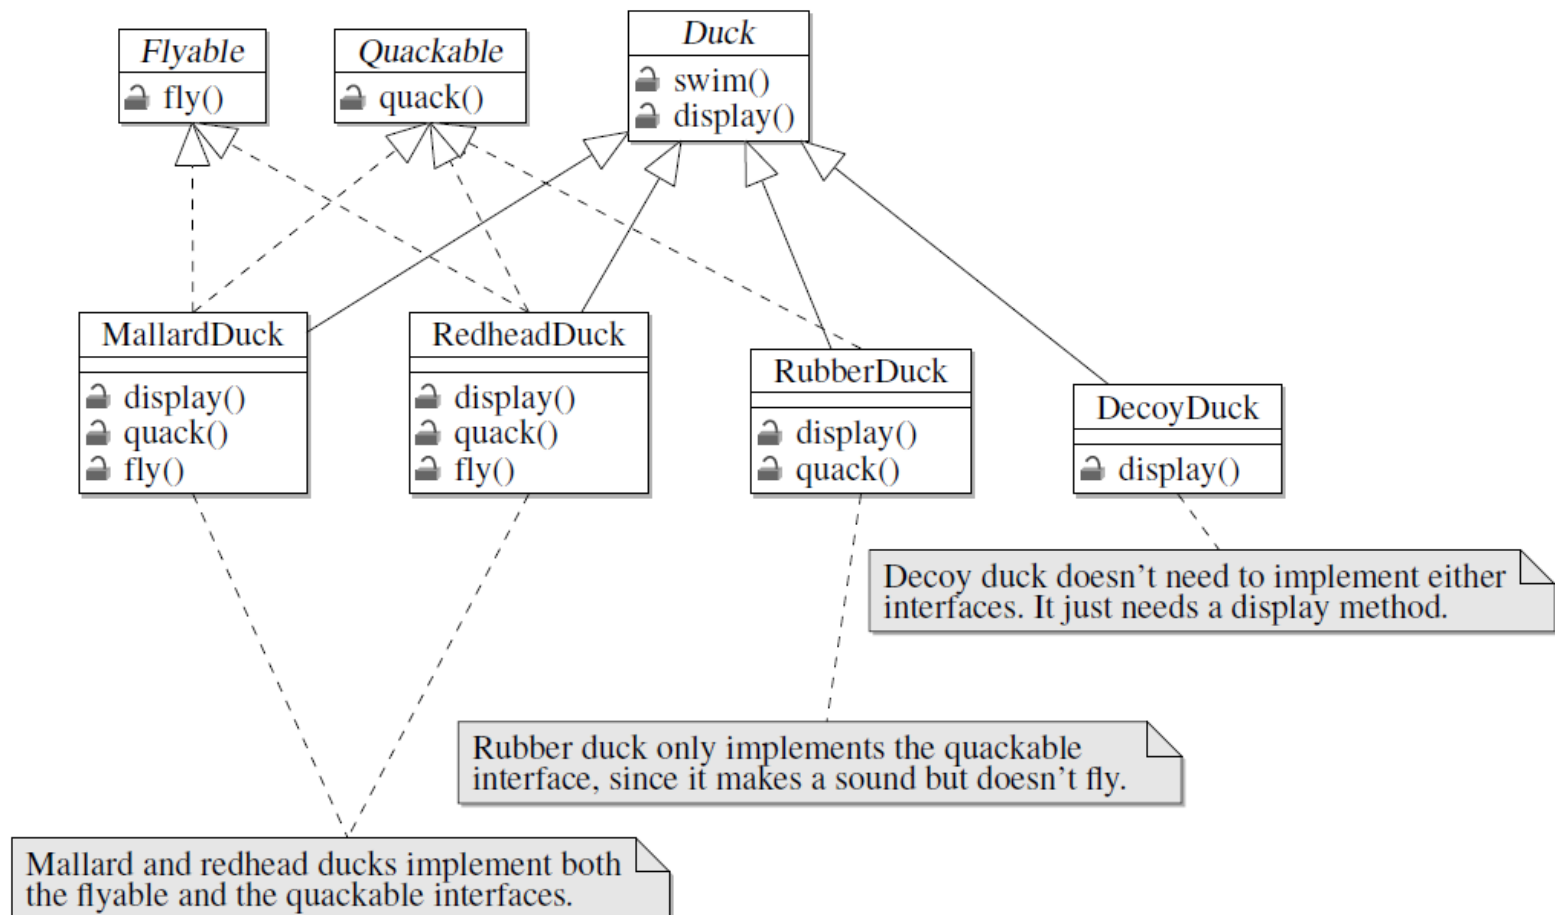 Flyable
fly()
Quackable
quack()
Duck
swim()
display()
MallardDuck
display()
quack()
fly()
RedheadDuck
display()
quack()
fly()
RubberDuck
display()
quack()
DecoyDuck
display()
Decoy duck doesn't need to implement either
interfaces. It just needs a display method.
Rubber duck only implements the quackable
interface, since it makes a sound but doesn't fly.
Mallard and redhead ducks implement both
the flyable and the quackable interfaces.